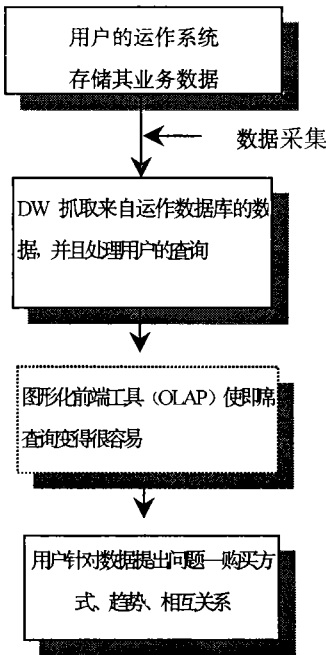 用户的运作系统
存储其业务数据
数据采集
DW 抓取来自运作数据库的数
据，并且处理用户的查询
图形化前端工具（OLAP）使即席
查询变得很容易
用户针对数据提出问题—购买方
式、趋势、相互关系